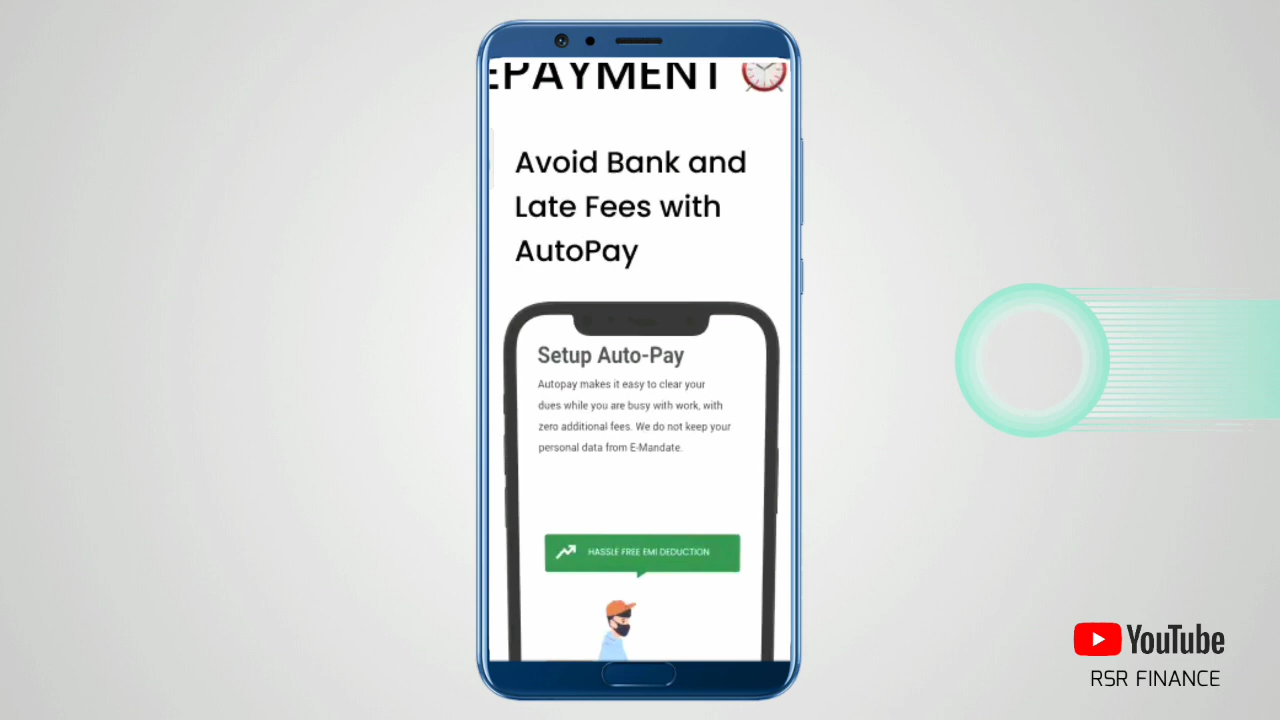 EPAYMENT
Avoid Bank and
Late Fees with
AutoPay
Setup Auto-Pay
Autopay makes it easy to clear your
dues while you are busy with work, with
zero additional fees. We do not keep your
personal data from E-Mandate.
HASSLE FREE EMI DEDUCTION
YouTube
RSR FINANCE